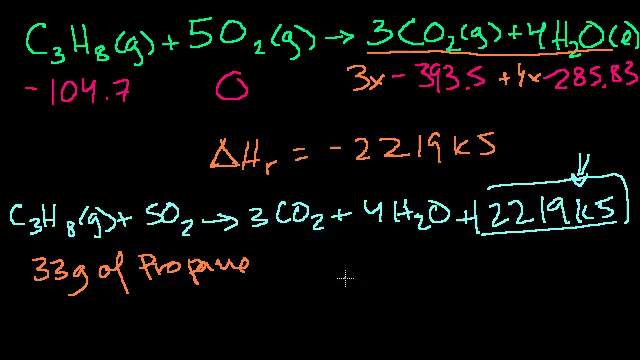 C₃H₈(g) + 5O₂(g) → 3CO₂(g) + 4H₂O(l)
-104.7 0 3x -393.5 + 4x -285.83
ΔHᵣ = -2219 kJ
C₃H₈(g) + 5O₂ → 3CO₂ + 4H₂O + 2219 kJ
33g of Propane